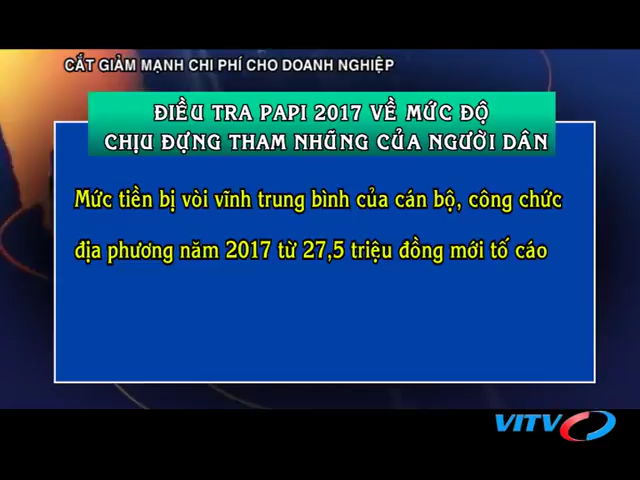 CẮT GIẢM MẠNH CHI PHÍ CHO DOANH NGHIỆP
ĐIỀU TRA PAPI 2017 VỀ MỨC ĐỘ
CHỊU ĐỰNG THAM NHŨNG CỦA NGƯỜI DÂN
Mức tiền bị vòi vĩnh trung bình của cán bộ, công chức
địa phương năm 2017 từ 27,5 triệu đồng mới tố cáo
VITV